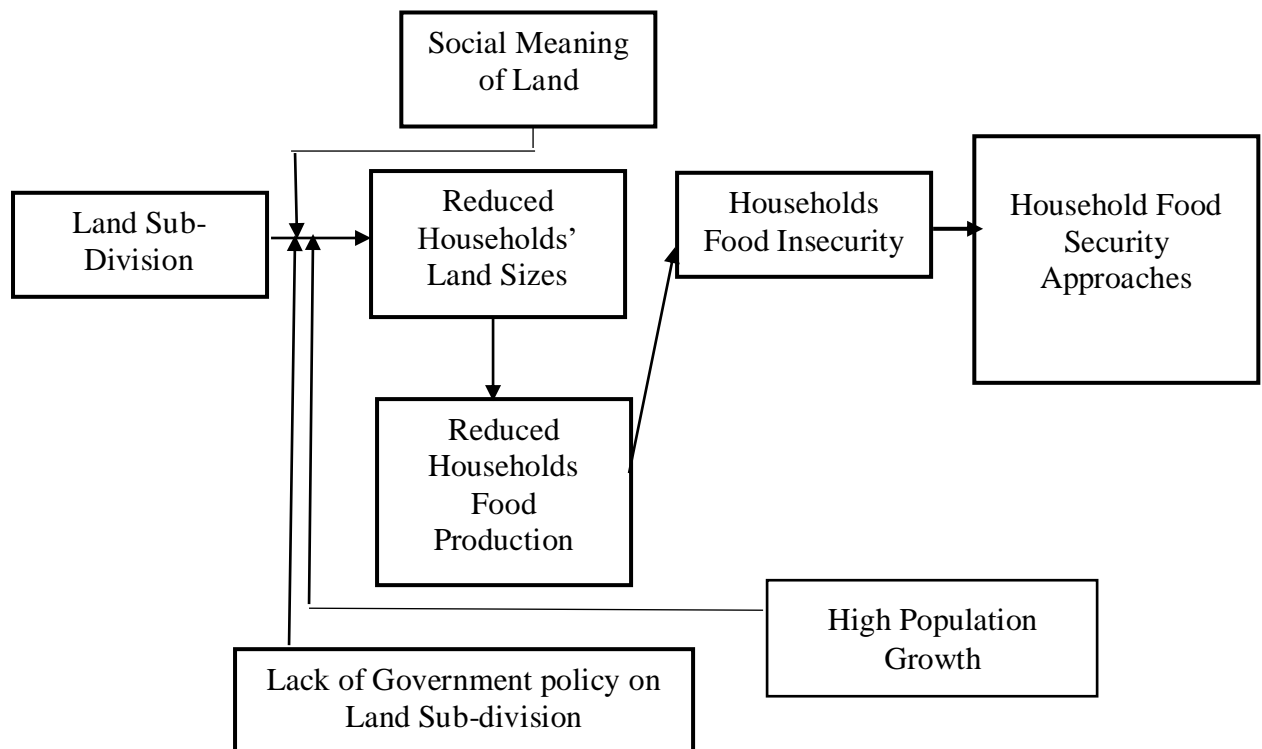 Social Meaning
of Land
Land Sub-
Division
Reduced
Households’
Land Sizes
Households
Food Insecurity
Household Food
Security
Approaches
Reduced
Households
Food
Production
High Population
Growth
Lack of Government policy on
Land Sub-division